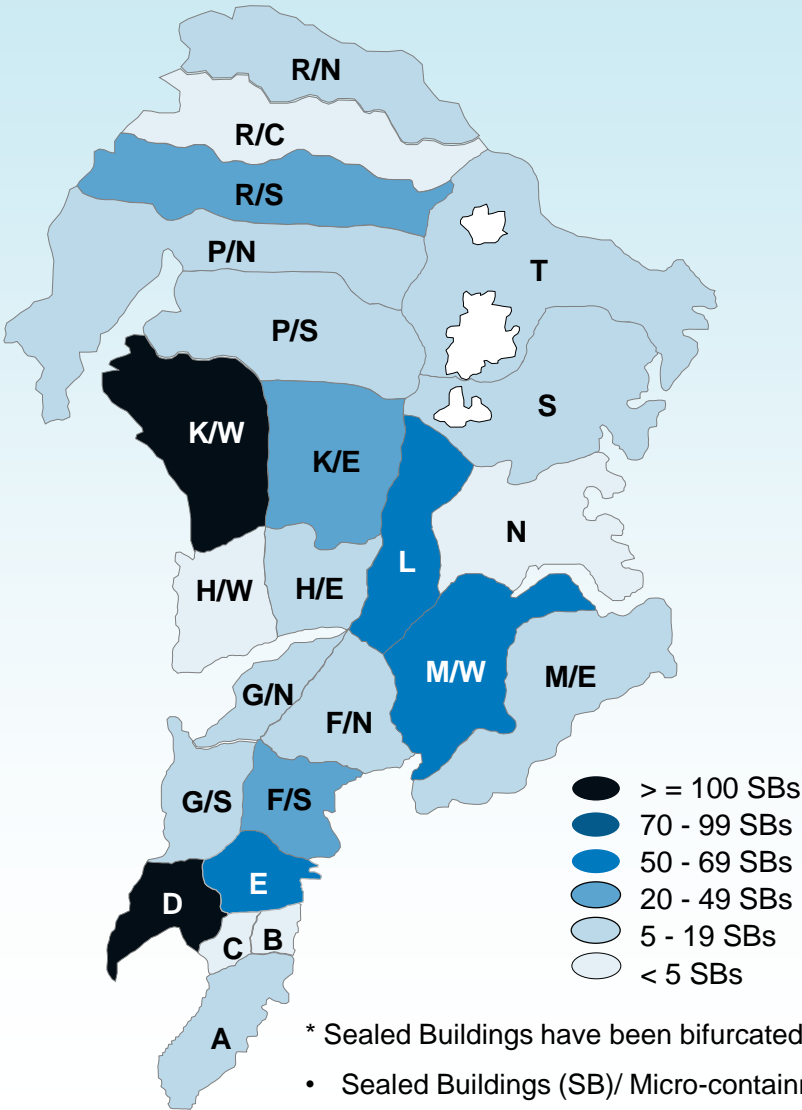 R/N
R/C
R/S
P/N
T
P/S
S
K/W
K/E
N
L
H/W
H/E
M/W
M/E
G/N
F/N
G/S
F/S
E
D
C
B
A
> = 100 SBs
70 - 99 SBs
50 - 69 SBs
20 - 49 SBs
5 - 19 SBs
< 5 SBs
* Sealed Buildings have been bifurcated
• Sealed Buildings (SB)/ Micro-contain